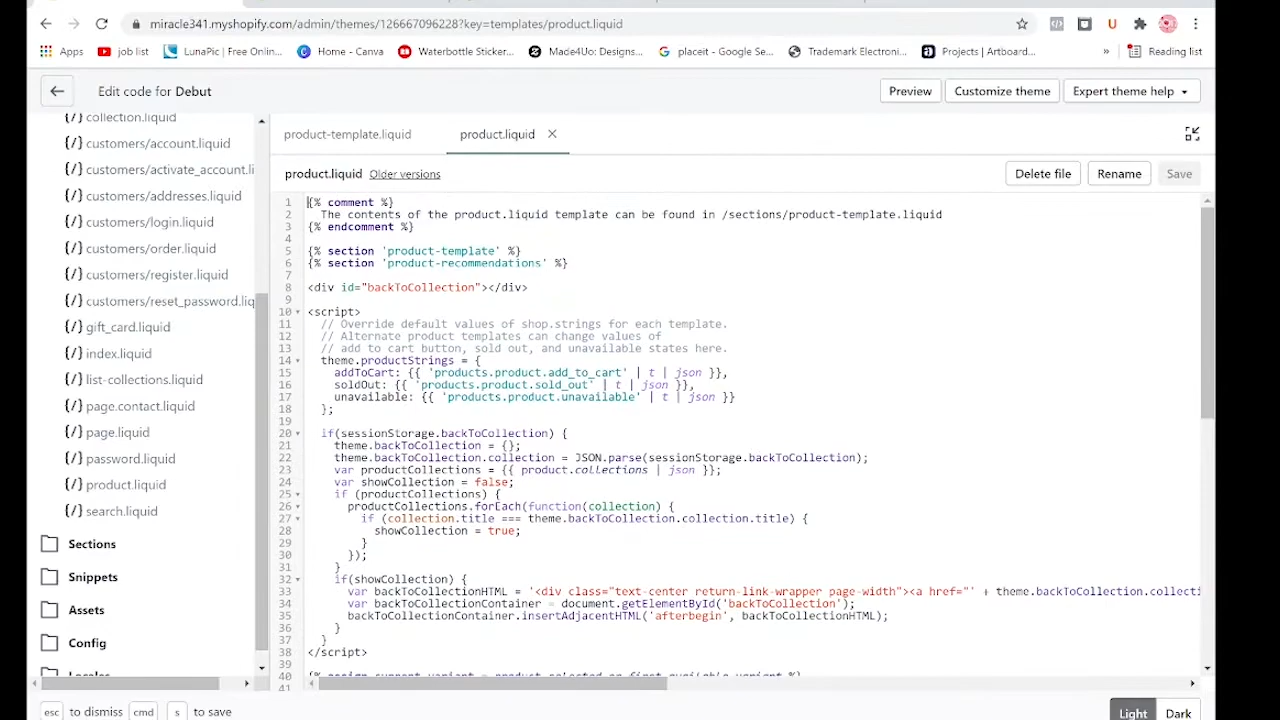 miracle341.myshopify.com/admin/themes/126667096228?key=templates/product.liquid
Apps job list LunaPic | Free Onlin... Home - Canva Waterbottle Sticker... Made4Uo: Designs... placeit - Google Se... Trademark Electroni... Projects | Artboard... » Reading list
Edit code for Debut
Preview Customize theme Expert theme help
{/} collection.liquid
{/} customers/account.liquid
{/} customers/activate_account.li
{/} customers/addresses.liquid
{/} customers/login.liquid
{/} customers/order.liquid
{/} customers/register.liquid
{/} customers/reset_password.liq
{/} gift_card.liquid
{/} index.liquid
{/} list-collections.liquid
{/} page.contact.liquid
{/} page.liquid
{/} password.liquid
{/} product.liquid
{/} search.liquid
Sections
Snippets
Assets
Config
Locales
product-template.liquid product.liquid
product.liquid Older versions Delete file Rename Save
1 {% comment %}
2 The contents of the product.liquid template can be found in /sections/product-template.liquid
3 {% endcomment %}
4
5 {% section 'product-template' %}
6 {% section 'product-recommendations' %}
7
8 <div id="backToCollection"></div>
9
10 <script>
11 // Override default values of shop.strings for each template.
12 // Alternate product templates can change values of
13 // add to cart button, sold out, and unavailable states here.
14 theme.productStrings = {
15 addToCart: {{ 'products.product.add_to_cart' | t | json }},
16 soldOut: {{ 'products.product.sold_out' | t | json }},
17 unavailable: {{ 'products.product.unavailable' | t | json }}
18 };
19
20 if(sessionStorage.backToCollection) {
21 theme.backToCollection = {};
22 theme.backToCollection.collection = JSON.parse(sessionStorage.backToCollection);
23 var productCollections = {{ product.collections | json }};
24 var showCollection = false;
25 if (productCollections) {
26 productCollections.forEach(function(collection) {
27 if (collection.title === theme.backToCollection.collection.title) {
28 showCollection = true;
29 }
30 });
31 }
32 if(showCollection) {
33 var backToCollectionHTML = '<div class="text-center return-link-wrapper page-width"><a href="' + theme.backToCollection.collecti
34 var backToCollectionContainer = document.getElementById('backToCollection');
35 backToCollectionContainer.insertAdjacentHTML('afterbegin', backToCollectionHTML);
36 }
37 }
38 </script>
39
40 {% assign current_variant = product.selected_or_first_available_variant %}
41
esc to dismiss cmd s to save
Light Dark